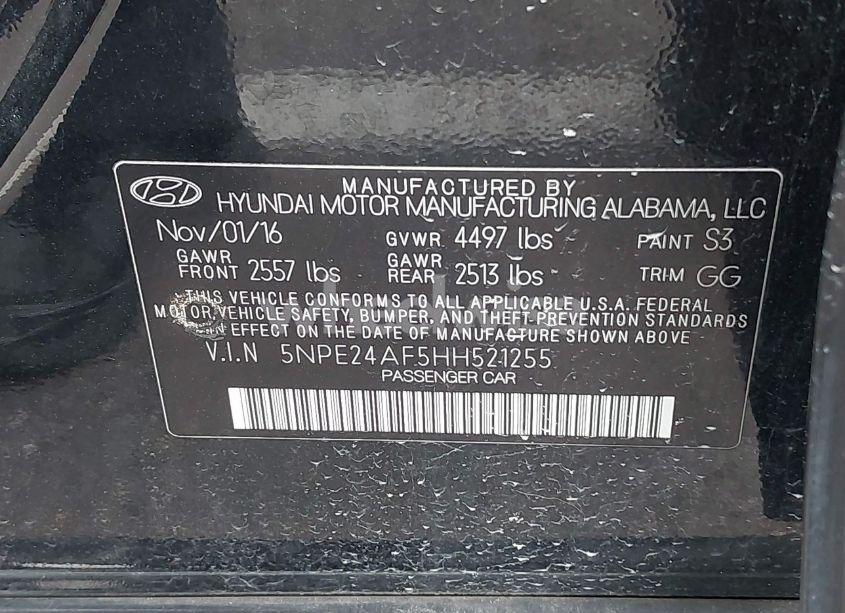 MANUFACTURED BY
HYUNDAI MOTOR MANUFACTURING ALABAMA, LLC
Nov/01/16 GVWR 4497 lbs PAINT S3
GAWR FRONT 2557 lbs GAWR REAR 2513 lbs TRIM GG
THIS VEHICLE CONFORMS TO ALL APPLICABLE U.S.A. FEDERAL
MOTOR VEHICLE SAFETY, BUMPER, AND THEFT PREVENTION STANDARDS
IN EFFECT ON THE DATE OF MANUFACTURE SHOWN ABOVE.
V.I.N 5NPE24AF5HH521255
PASSENGER CAR